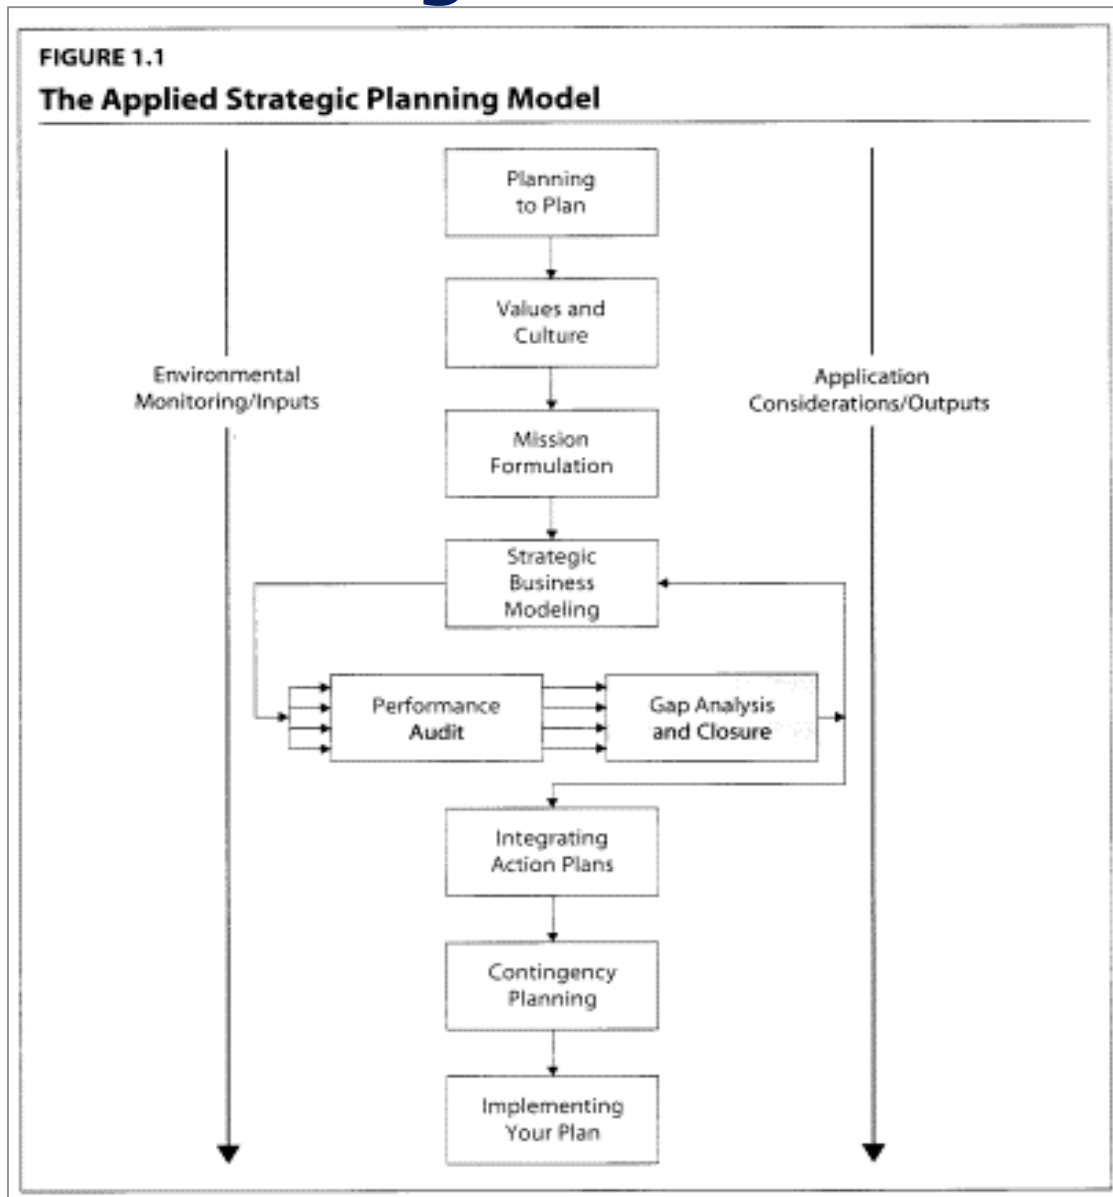 FIGURE 1.1
The Applied Strategic Planning Model
Planning
to Plan
Values and
Culture
Environmental
Monitoring/Inputs
Application
Considerations/Outputs
Mission
Formulation
Strategic
Business
Modeling
Performance
Audit
Gap Analysis
and Closure
Integrating
Action Plans
Contingency
Planning
Implementing
Your Plan